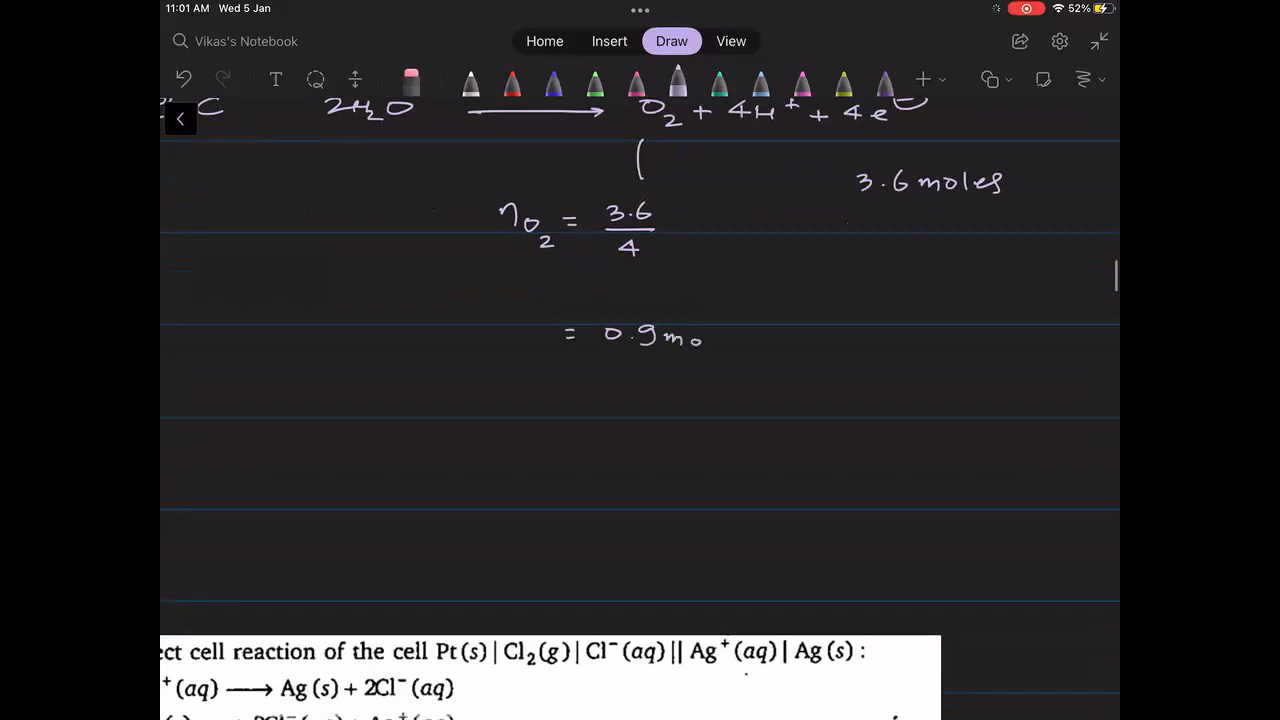 11:01 AM Wed 5 Jan
52%
Vikas's Notebook
Home Insert Draw View
C 2H₂O ⟶ O₂ + 4H⁺ + 4e⁻
3.6 moles
nO₂ = 3.6/4
= 0.9 mo
ect cell reaction of the cell Pt(s) | Cl₂(g) | Cl⁻(aq) || Ag⁺(aq) | Ag(s) :
⁺(aq) ⟶ Ag(s) + 2Cl⁻(aq)